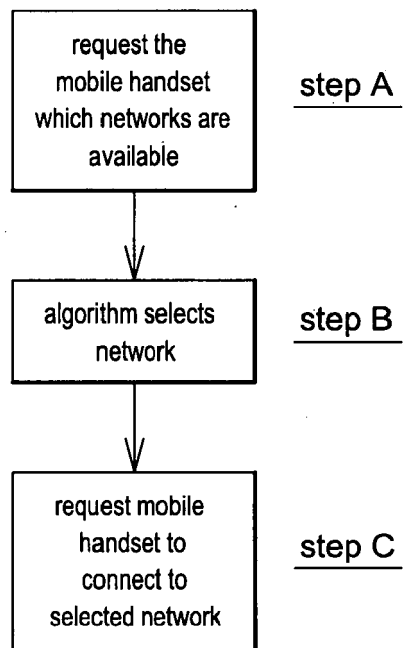 request the
mobile handset
which networks are
available
step A
algorithm selects
network
step B
request mobile
handset to
connect to
selected network
step C